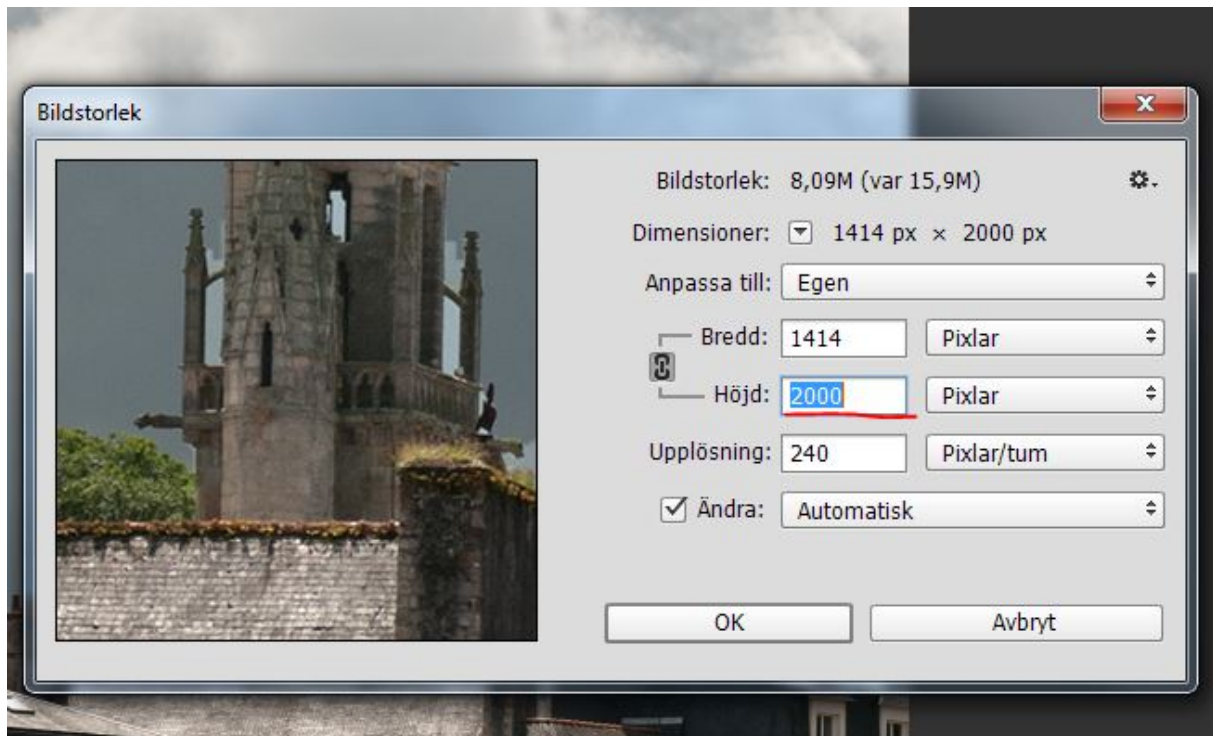 Bildstorlek
Bildstorlek: 8,09M (var 15,9M)
Dimensioner: 1414 px × 2000 px
Anpassa till: Egen
Bredd: 1414 Pixlar
Höjd: 2000 Pixlar
Upplösning: 240 Pixlar/tum
Ändra: Automatisk
OK Avbryt